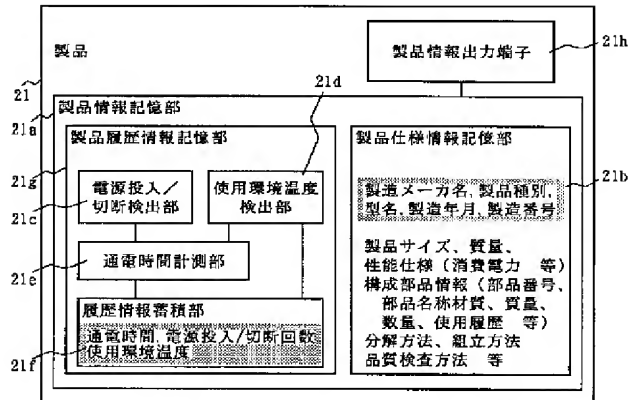 製品
製品情報出力端子
21h
21
21d
製品情報記憶部
21a
製品履歴情報記憶部
製品仕様情報記憶部
21g
電源投入／
切断検出部
使用環境温度
検出部
21c
製造メーカ名,製品種別,
型名,製造年月,製造番号
21b
21e
通電時間計測部
製品サイズ、質量、
性能仕様（消費電力　等）
構成部品情報（部品番号、
部品名称材質、質量、
数量、使用履歴　等）
分解方法、組立方法
品質検査方法　等
履歴情報蓄積部
通電時間,電源投入/切断回数
使用環境温度
21f